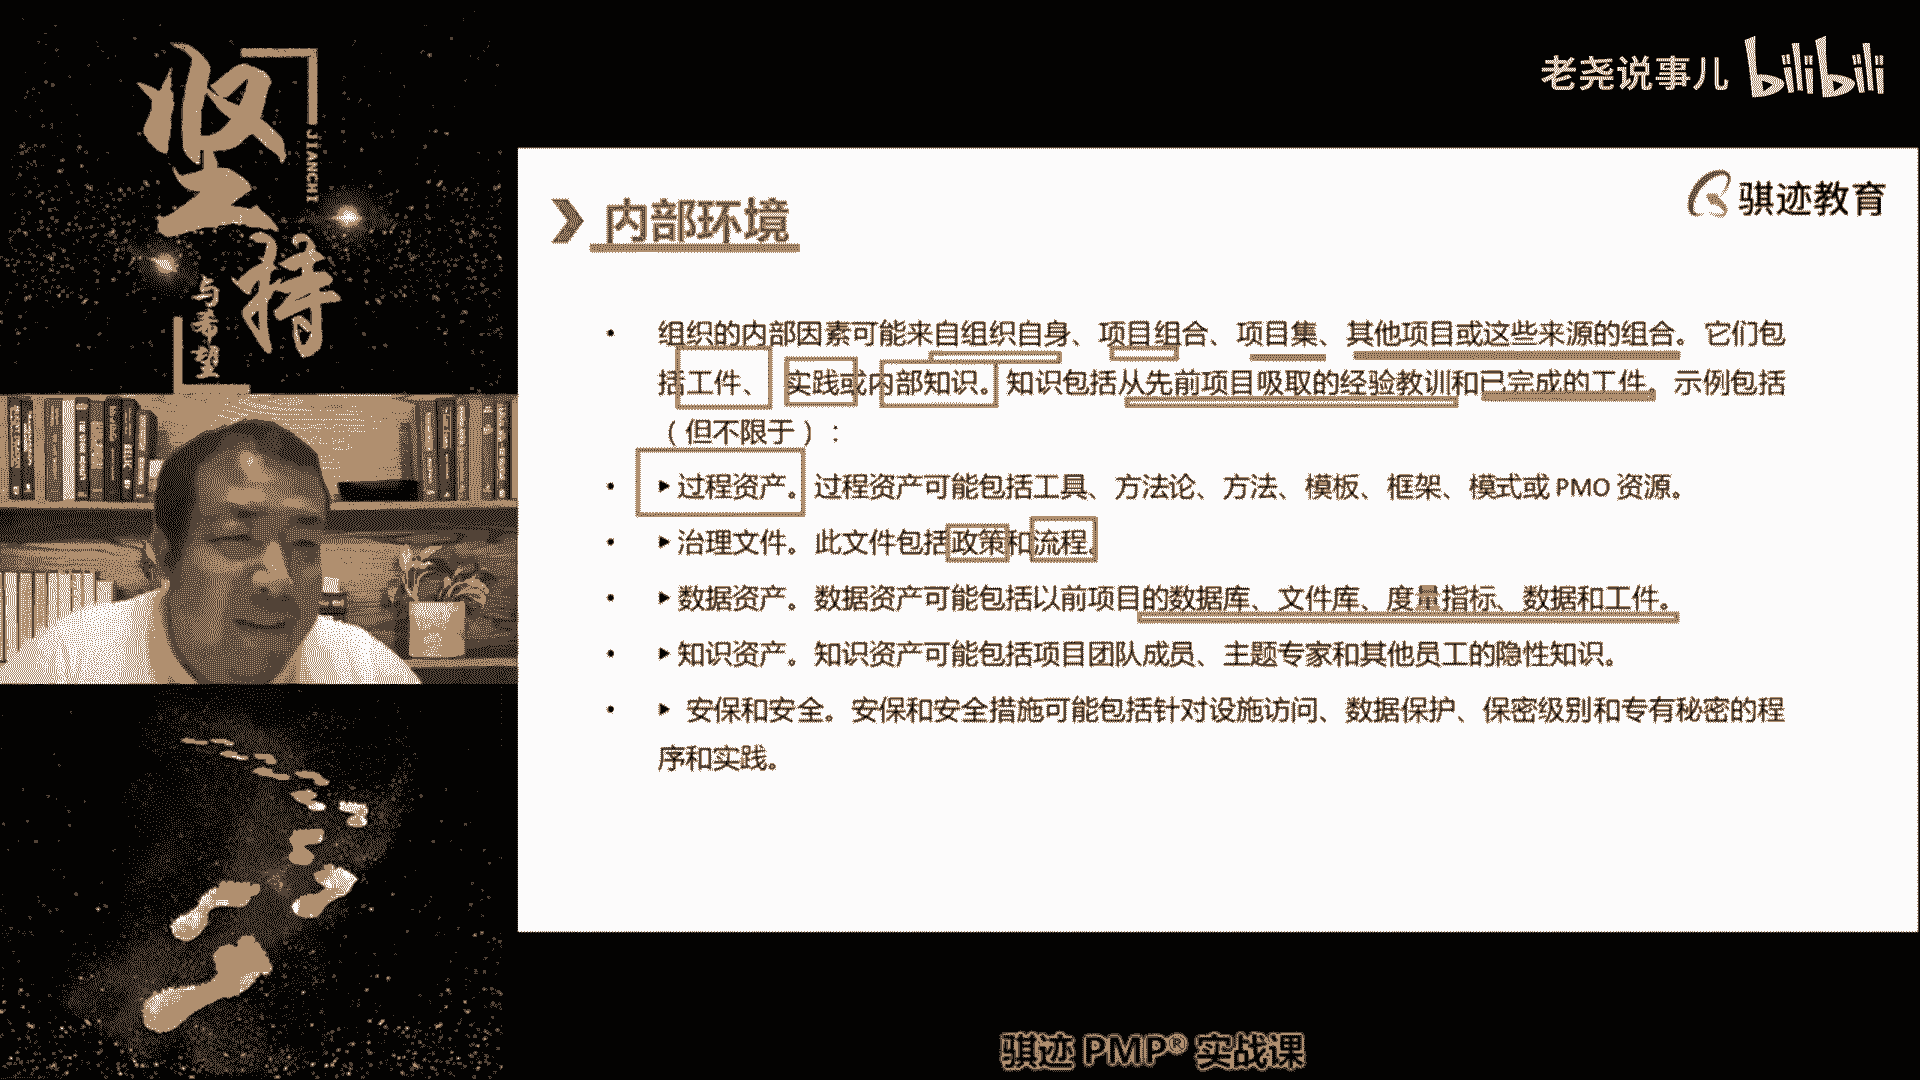 坚持
JIANCHI
与希望
老尧说事儿 bilibili
骐迹教育
内部环境
• 组织的内部因素可能来自组织自身、项目组合、项目集、其他项目或这些来源的组合。它们包
括工件、实践或内部知识。知识包括从先前项目吸取的经验教训和已完成的工件。示例包括
（但不限于）：
• ▶过程资产。过程资产可能包括工具、方法论、方法、模板、框架、模式或 PMO 资源。
• ▶治理文件。此文件包括政策和流程。
• ▶数据资产。数据资产可能包括以前项目的数据库、文件库、度量指标、数据和工件。
• ▶知识资产。知识资产可能包括项目团队成员、主题专家和其他员工的隐性知识。
• ▶ 安保和安全。安保和安全措施可能包括针对设施访问、数据保护、保密级别和专有秘密的程
序和实践。
骐迹 PMP® 实战课